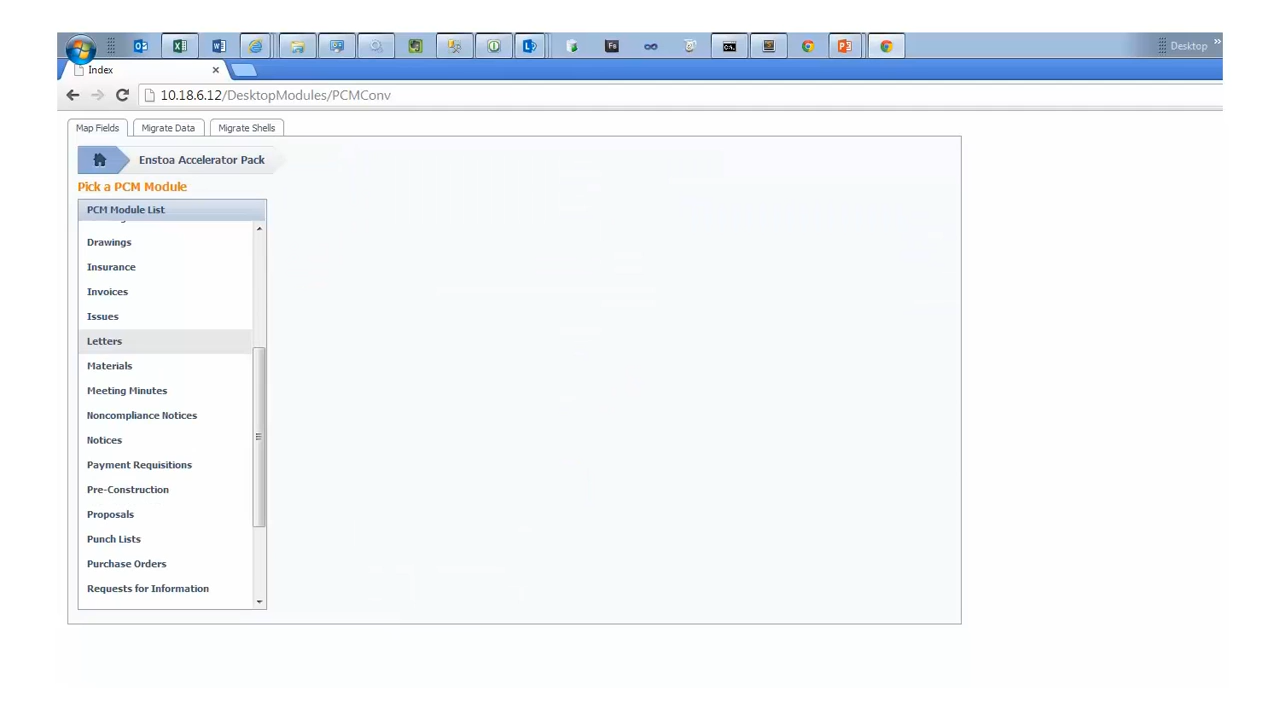 Desktop »
Index
10.18.6.12/DesktopModules/PCMConv
Map Fields Migrate Data Migrate Shells
Enstoa Accelerator Pack
Pick a PCM Module
PCM Module List
Drawings
Insurance
Invoices
Issues
Letters
Materials
Meeting Minutes
Noncompliance Notices
Notices
Payment Requisitions
Pre-Construction
Proposals
Punch Lists
Purchase Orders
Requests for Information